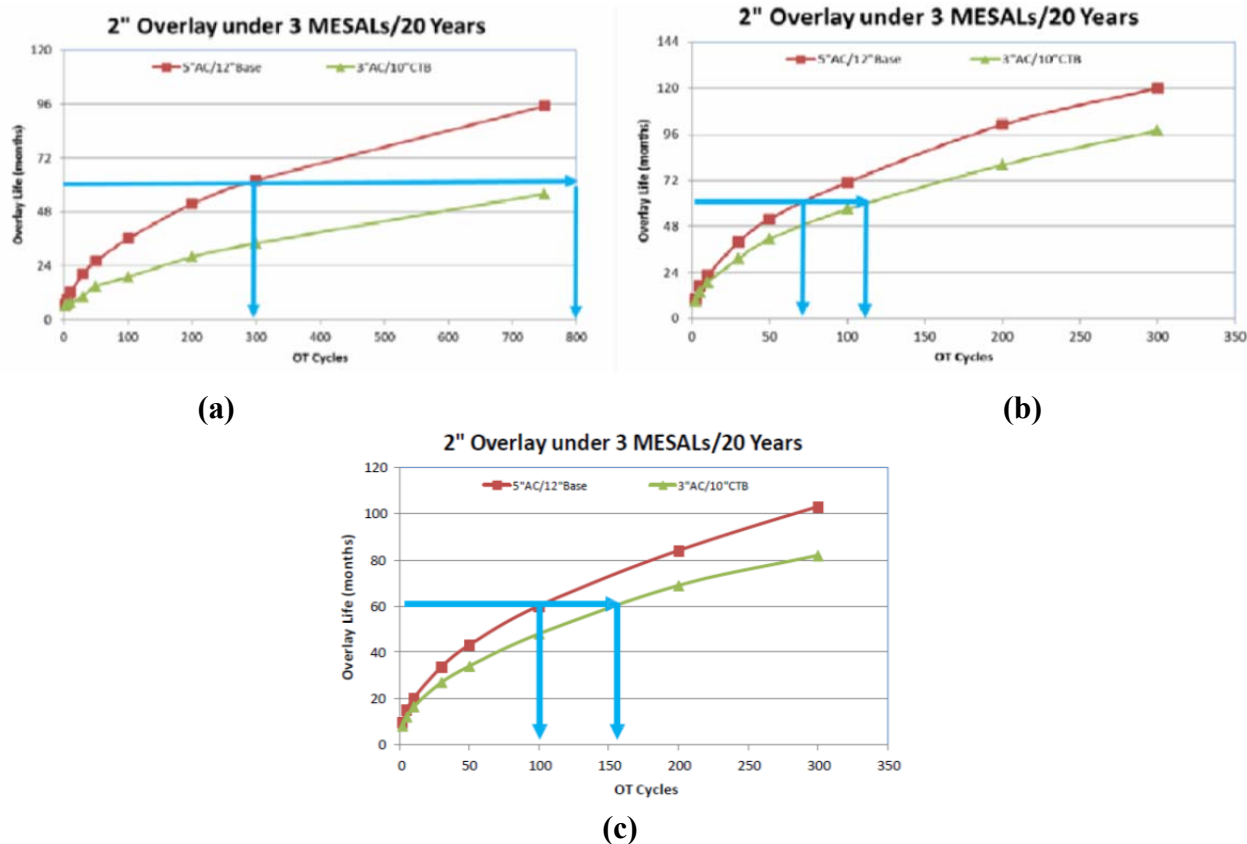 2" Overlay under 3 MESALs/20 Years
5"AC/12"Base 3"AC/10"CTB
120
96
72
48
24
0
Overlay Life (months)
0 100 200 300 400 500 600 700 800
OT Cycles
(a)
2" Overlay under 3 MESALs/20 Years
5"AC/12"Base 3"AC/10"CTB
144
120
96
72
48
24
0
Overlay Life (months)
0 50 100 150 200 250 300 350
OT Cycles
(b)
2" Overlay under 3 MESALs/20 Years
5"AC/12"Base 3"AC/10"CTB
120
100
80
60
40
20
0
Overlay Life (months)
0 50 100 150 200 250 300 350
OT Cycles
(c)